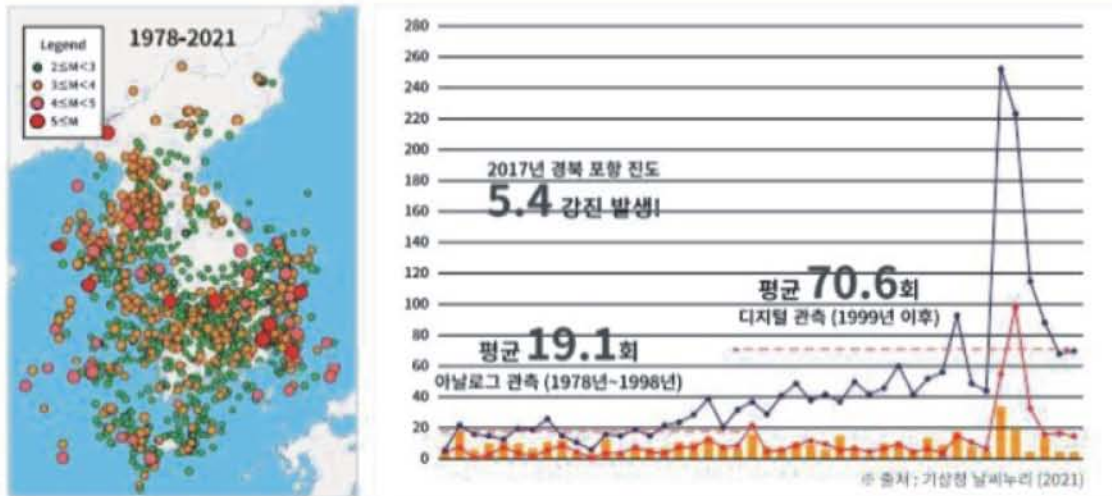 Legend
1978-2021
2≤M<3
3≤M<4
4≤M<5
5≤M
280
260
240
220
200
180
160
140
120
100
80
60
40
20
0
2017년 경북 포항 진도
5.4 강진 발생!
평균 70.6회
디지털 관측 (1999년 이후)
평균 19.1회
아날로그 관측 (1978년~1998년)
※ 출처 : 기상청 날씨누리 (2021)